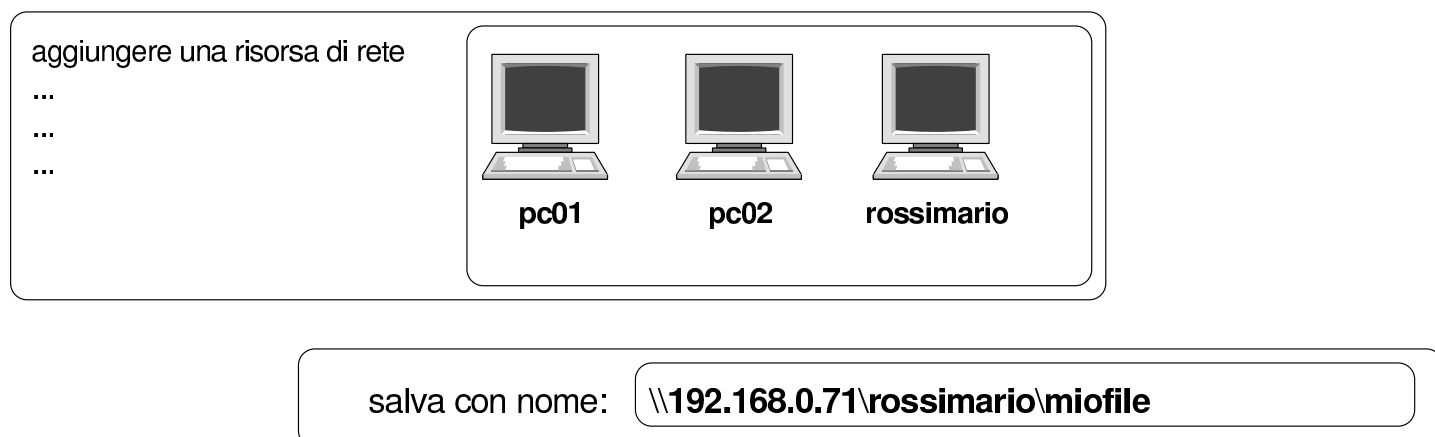 aggiungere una risorsa di rete
...
...
...
pc01 pc02 rossimario
salva con nome: \\192.168.0.71\rossimario\miofile